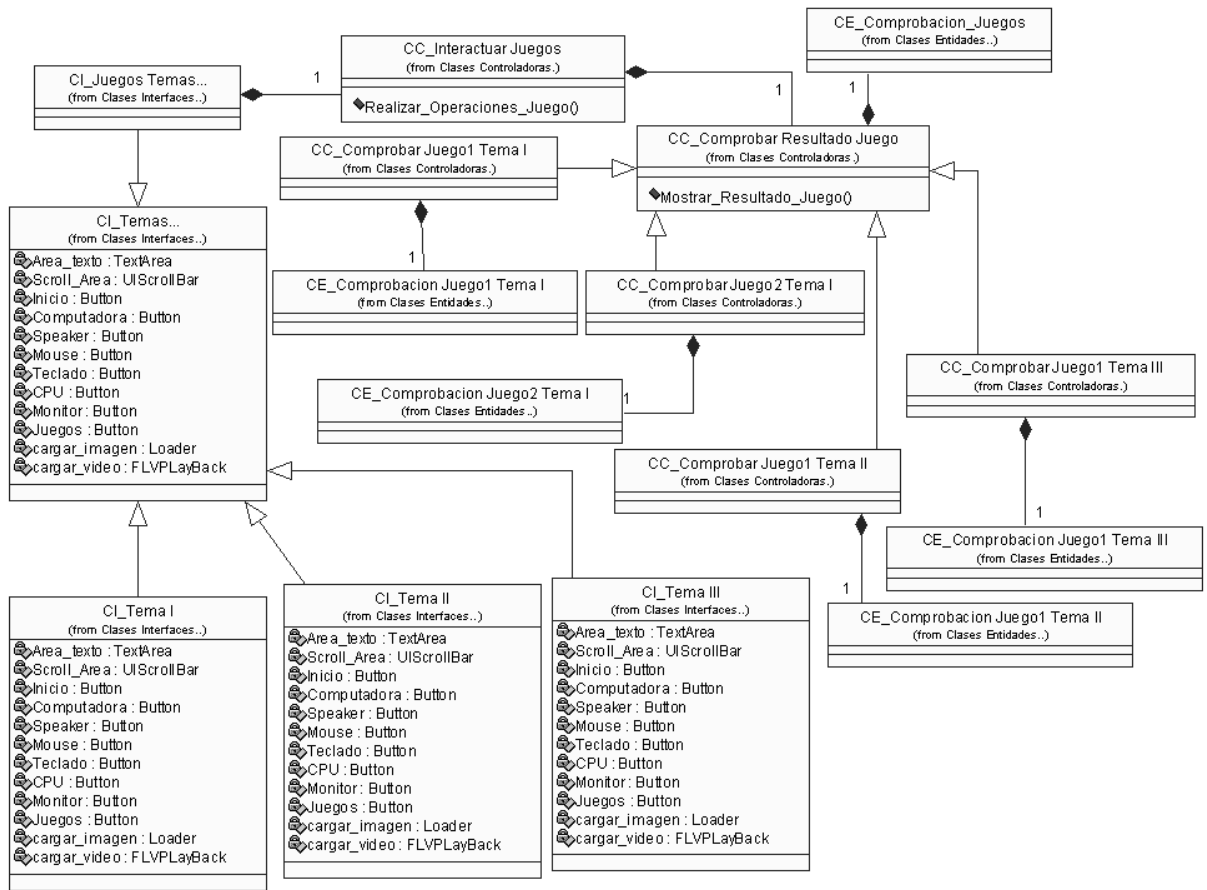 CE_Comprobacion_Juegos
(from Clases Entidades..)
CC_Interactuar Juegos
(from Clases Controladoras.)
Realizar_Operaciones_Juego()
CI_Juegos Temas...
(from Clases Interfaces..)
1
1
1
CC_Comprobar Resultado Juego
(from Clases Controladoras.)
Mostrar_Resultado_Juego()
CC_Comprobar Juego1 Tema I
(from Clases Controladoras.)
CI_Temas...
(from Clases Interfaces..)
Area_texto : TextArea
Scroll_Area : UIScrollBar
Inicio : Button
Computadora : Button
Speaker : Button
Mouse : Button
Teclado : Button
CPU : Button
Monitor : Button
Juegos : Button
cargar_imagen : Loader
cargar_video : FLVPLayBack
1
CE_Comprobacion Juego1 Tema I
(from Clases Entidades..)
CC_Comprobar Juego2 Tema I
(from Clases Controladoras.)
CE_Comprobacion Juego2 Tema I
(from Clases Entidades..)
1
CC_Comprobar Juego1 Tema III
(from Clases Controladoras.)
CC_Comprobar Juego1 Tema II
(from Clases Controladoras.)
1
CE_Comprobacion Juego1 Tema III
(from Clases Entidades..)
1
CE_Comprobacion Juego1 Tema II
(from Clases Entidades..)
CI_Tema I
(from Clases Interfaces..)
Area_texto : TextArea
Scroll_Area : UIScrollBar
Inicio : Button
Computadora : Button
Speaker : Button
Mouse : Button
Teclado : Button
CPU : Button
Monitor : Button
Juegos : Button
cargar_imagen : Loader
cargar_video : FLVPLayBack
CI_Tema II
(from Clases Interfaces..)
Area_texto : TextArea
Scroll_Area : UIScrollBar
Inicio : Button
Computadora : Button
Speaker : Button
Mouse : Button
Teclado : Button
CPU : Button
Monitor : Button
Juegos : Button
cargar_imagen : Loader
cargar_video : FLVPLayBack
CI_Tema III
(from Clases Interfaces..)
Area_texto : TextArea
Scroll_Area : UIScrollBar
Inicio : Button
Computadora : Button
Speaker : Button
Mouse : Button
Teclado : Button
CPU : Button
Monitor : Button
Juegos : Button
cargar_imagen : Loader
cargar_video : FLVPLayBack